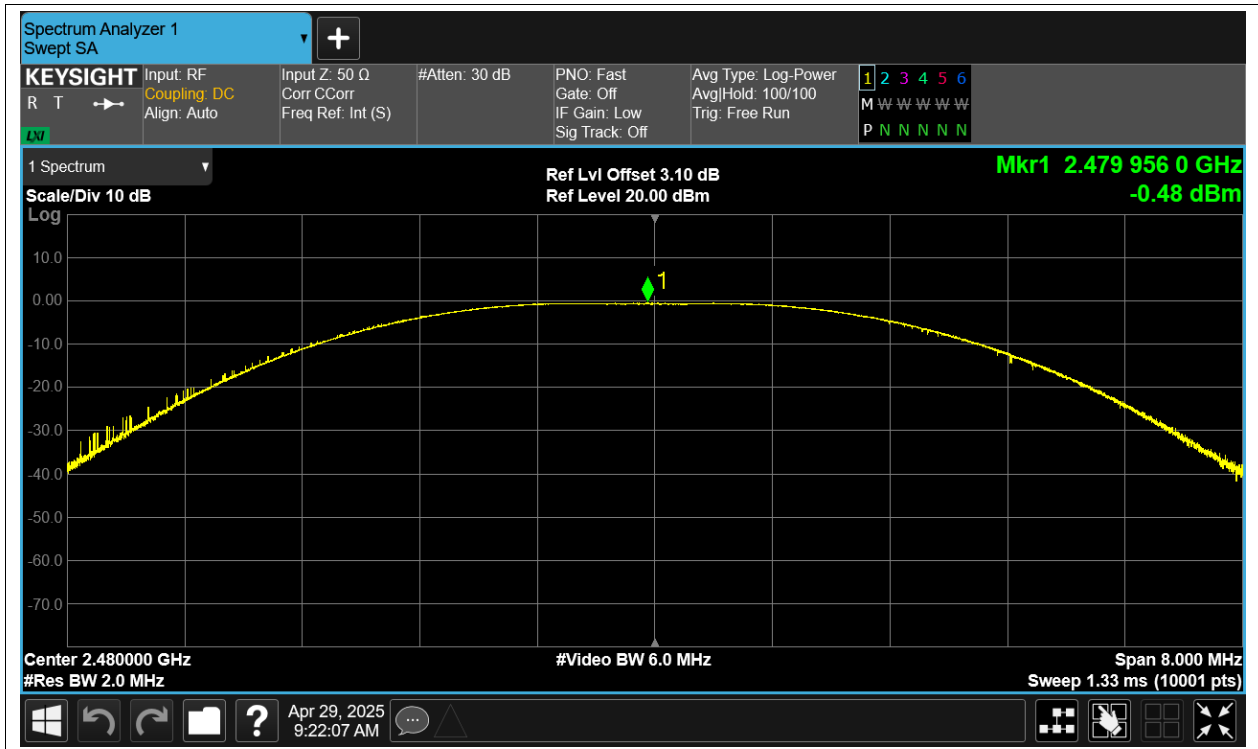 Spectrum Analyzer 1
Swept SA
+
KEYSIGHT
R T
LXI
Input: RF
Coupling: DC
Align: Auto
Input Z: 50 Ω
Corr CCorr
Freq Ref: Int (S)
#Atten: 30 dB
PNO: Fast
Gate: Off
IF Gain: Low
Sig Track: Off
Avg Type: Log-Power
Avg|Hold: 100/100
Trig: Free Run
1 2 3 4 5 6
M W W W W W
P N N N N N
1 Spectrum
Scale/Div 10 dB
Log
Ref Lvl Offset 3.10 dB
Ref Level 20.00 dBm
Mkr1 2.479 956 0 GHz
-0.48 dBm
10.0
0.00
-10.0
-20.0
-30.0
-40.0
-50.0
-60.0
-70.0
1
Center 2.480000 GHz
#Res BW 2.0 MHz
#Video BW 6.0 MHz
Span 8.000 MHz
Sweep 1.33 ms (10001 pts)
?
Apr 29, 2025
9:22:07 AM